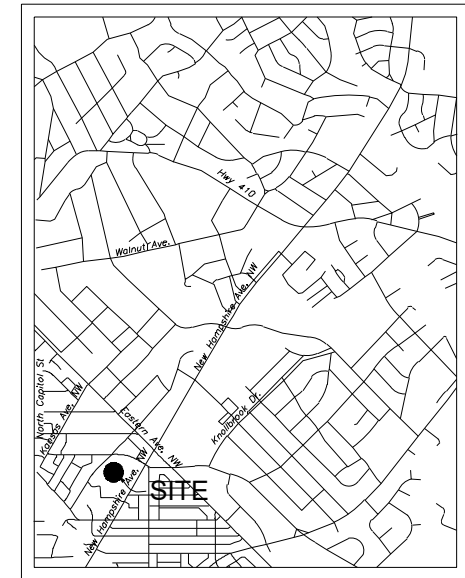 Hwy 410
Walnut Ave.
New Hampshire Ave. NW
North Capitol St
Kansas Ave. NW
Eastern Ave. NW
Knollbrook Dr.
SITE
New Hampshire Ave. NW